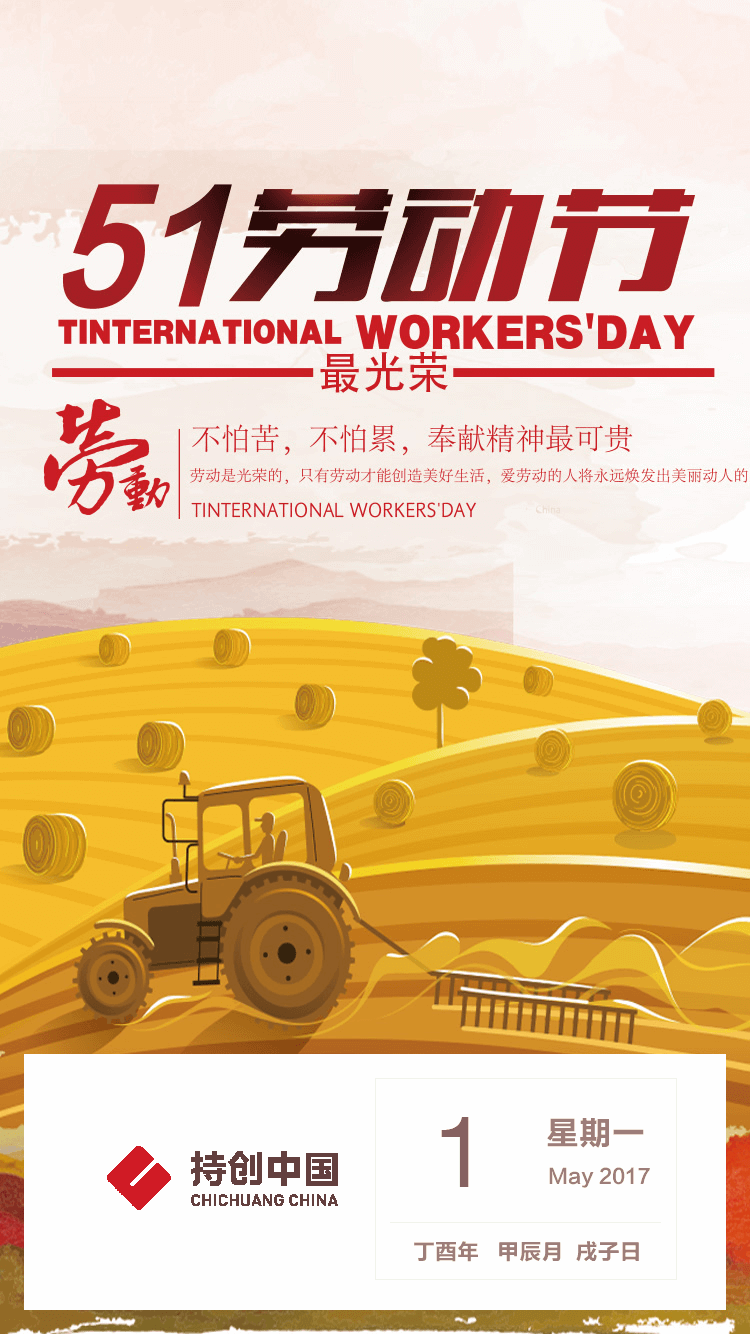 51劳动节
TINTERNATIONAL WORKERS'DAY
最光荣
劳動
不怕苦，不怕累，奉献精神最可贵
劳动是光荣的，只有劳动才能创造美好生活，爱劳动的人将永远焕发出美丽动人的
TINTERNATIONAL WORKERS'DAY
China
持创中国
CHICHUANG CHINA
1
星期一
May 2017
丁酉年 甲辰月 戌子日